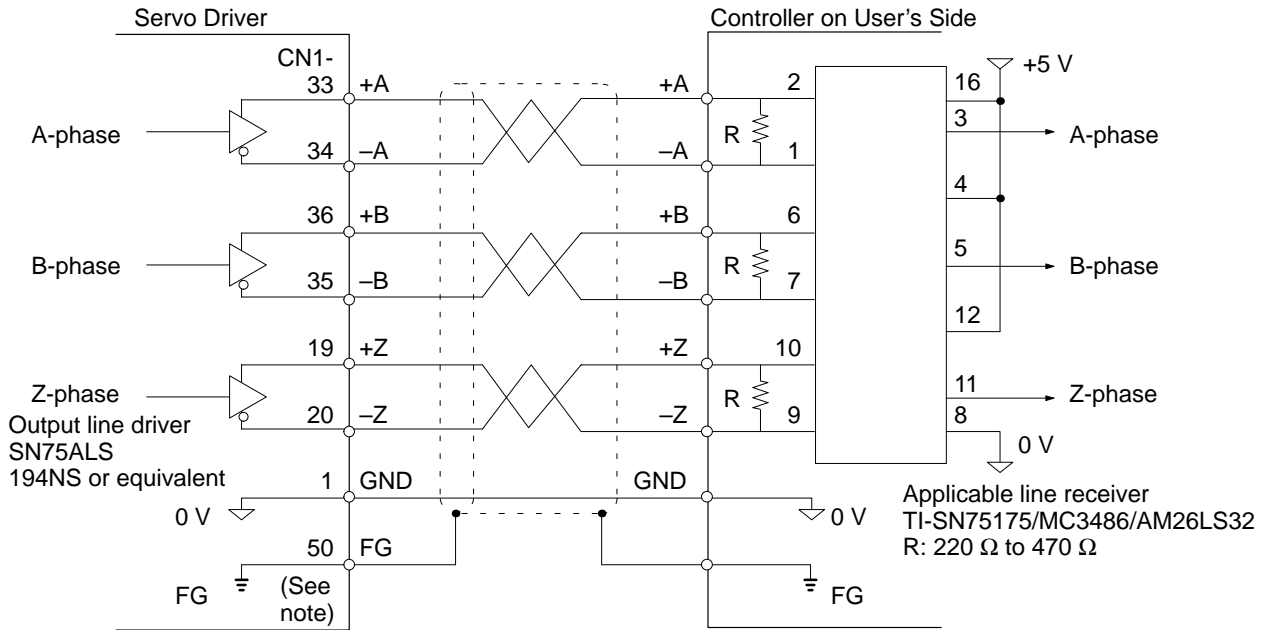 Servo Driver
Controller on User's Side
CN1-
33 +A
+A 2
16
+5 V
A-phase
R
3
A-phase
34 –A
–A 1
4
36 +B
+B 6
B-phase
R
5
B-phase
35 –B
–B 7
12
19 +Z
+Z 10
Z-phase
R
11
Z-phase
20 –Z
–Z 9
8
0 V
Output line driver
SN75ALS
194NS or equivalent
1 GND
GND
0 V
0 V
Applicable line receiver
TI-SN75175/MC3486/AM26LS32
R: 220 Ω to 470 Ω
50 FG
FG
(See
note)
FG